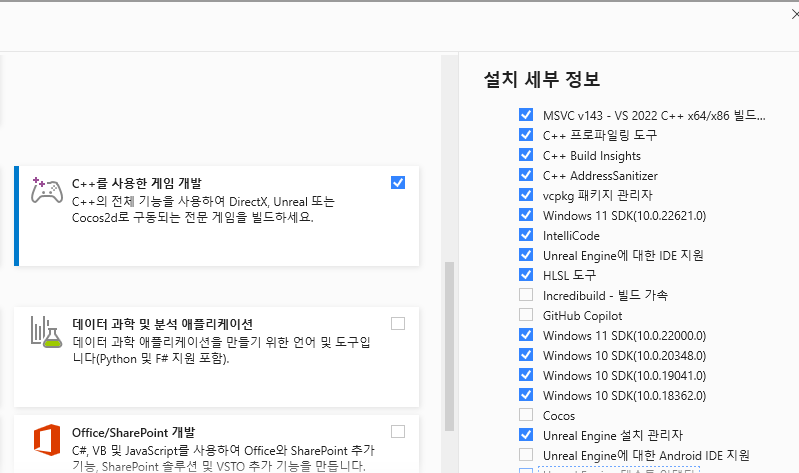 C++를 사용한 게임 개발
C++의 전체 기능을 사용하여 DirectX, Unreal 또는
Cocos2d로 구동되는 전문 게임을 빌드하세요.
데이터 과학 및 분석 애플리케이션
데이터 과학 애플리케이션을 만들기 위한 언어 및 도구입
니다(Python 및 F# 지원 포함).
Office/SharePoint 개발
C#, VB 및 JavaScript를 사용하여 Office와 SharePoint 추가
기능, SharePoint 솔루션 및 VSTO 추가 기능을 만듭니다.
설치 세부 정보
MSVC v143 - VS 2022 C++ x64/x86 빌드...
C++ 프로파일링 도구
C++ Build Insights
C++ AddressSanitizer
vcpkg 패키지 관리자
Windows 11 SDK(10.0.22621.0)
IntelliCode
Unreal Engine에 대한 IDE 지원
HLSL 도구
Incredibuild - 빌드 가속
GitHub Copilot
Windows 11 SDK(10.0.22000.0)
Windows 10 SDK(10.0.20348.0)
Windows 10 SDK(10.0.19041.0)
Windows 10 SDK(10.0.18362.0)
Cocos
Unreal Engine 설치 관리자
Unreal Engine에 대한 Android IDE 지원